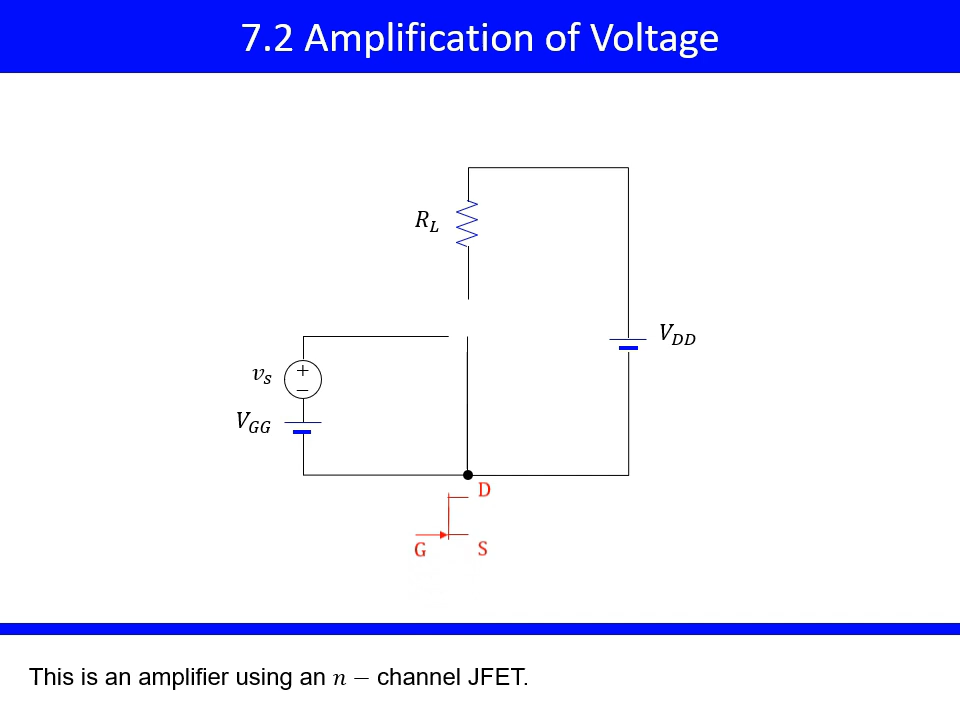 7.2 Amplification of Voltage
R_L
V_DD
v_s
+
−
V_GG
D
G
S
This is an amplifier using an n − channel JFET.